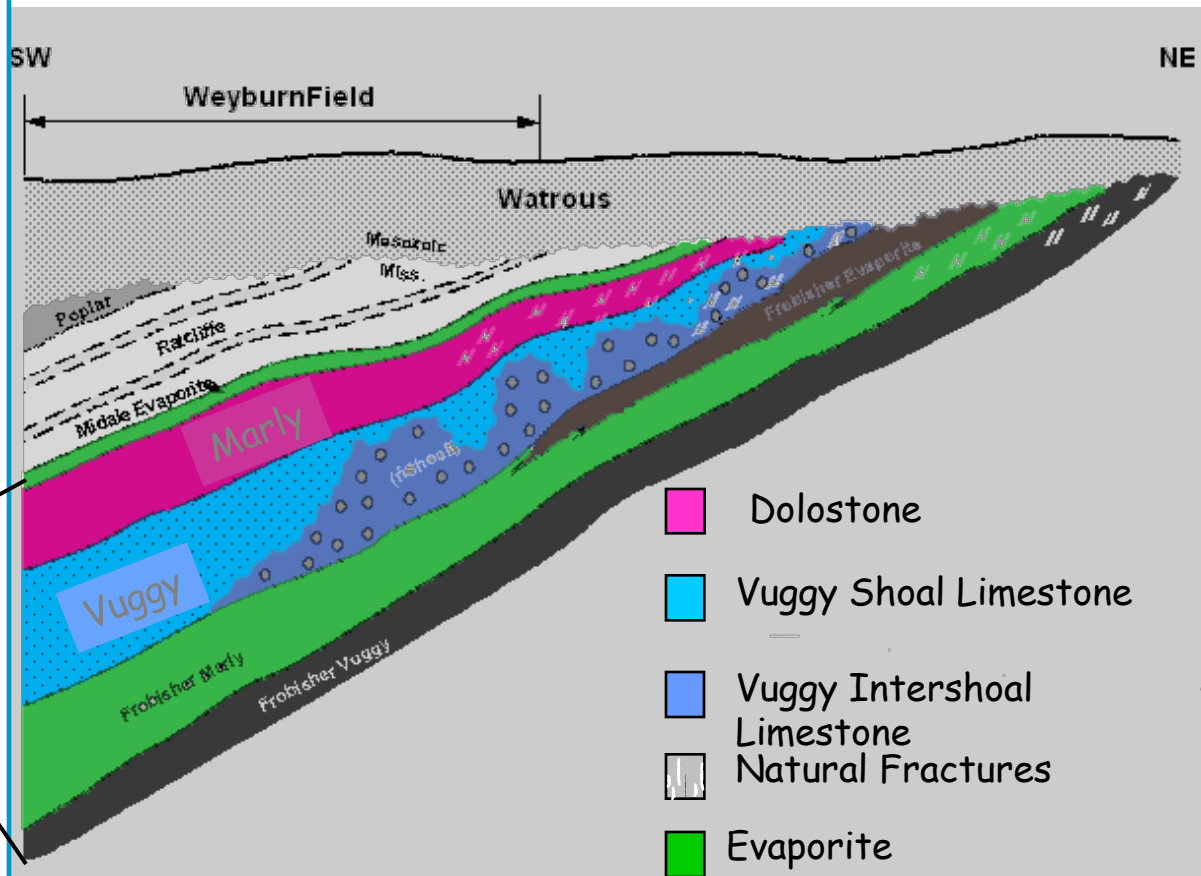 SW
NE
WeyburnField
Watrous
Mesozoic
Miss
Poplar
Ratcliffe
Midale Evaporite
Marly
Frobisher Evaporite
Vuggy
Frobisher Marly
Frobisher Vuggy
Dolostone
Vuggy Shoal Limestone
Vuggy Intershoal
Limestone
Natural Fractures
Evaporite